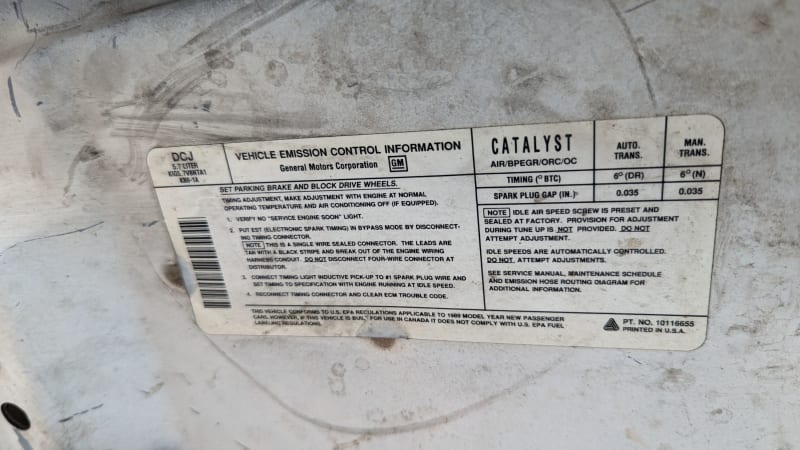 DCJ
5.7 LITER
KM6-1A
VEHICLE EMISSION CONTROL INFORMATION
General Motors Corporation GM
CATALYST
AIR/BPEGR/ORC/OC
AUTO. TRANS.
MAN. TRANS.
TIMING (° BTC) 6° (DR) 6° (N)
SPARK PLUG GAP (IN.) 0.035 0.035
SET PARKING BRAKE AND BLOCK DRIVE WHEELS.
TIMING ADJUSTMENT, MAKE ADJUSTMENT WITH ENGINE AT NORMAL
OPERATING TEMPERATURE AND AIR CONDITIONING OFF (IF EQUIPPED).
1. VERIFY NO "SERVICE ENGINE SOON" LIGHT.
2. PUT EST (ELECTRONIC SPARK TIMING) IN BYPASS MODE BY DISCONNECT-
ING TIMING CONNECTOR.
NOTE THIS IS A SINGLE WIRE SEALED CONNECTOR. THE LEADS ARE
TAN WITH A BLACK STRIPE AND BREAK OUT OF THE ENGINE WIRING
HARNESS CONDUIT. DO NOT DISCONNECT FOUR-WIRE CONNECTOR AT
DISTRIBUTOR.
3. CONNECT TIMING LIGHT INDUCTIVE PICK-UP TO #1 SPARK PLUG WIRE AND
SET TIMING TO SPECIFICATION WITH ENGINE RUNNING AT IDLE SPEED.
4. RECONNECT TIMING CONNECTOR AND CLEAR ECM TROUBLE CODE.
NOTE IDLE AIR SPEED SCREW IS PRESET AND
SEALED AT FACTORY. PROVISION FOR ADJUSTMENT
DURING TUNE UP IS NOT PROVIDED. DO NOT
ATTEMPT ADJUSTMENT.
IDLE SPEEDS ARE AUTOMATICALLY CONTROLLED.
DO NOT ATTEMPT ADJUSTMENTS.
SEE SERVICE MANUAL, MAINTENANCE SCHEDULE
AND EMISSION HOSE ROUTING DIAGRAM FOR
ADDITIONAL INFORMATION.
THIS VEHICLE CONFORMS TO U.S. EPA REGULATIONS APPLICABLE TO 1989 MODEL YEAR NEW PASSENGER
CARS. HOWEVER, IF THIS VEHICLE IS BUILT FOR USE IN CANADA IT DOES NOT COMPLY WITH U.S. EPA FUEL
LABELING REGULATIONS.
PT. NO. 10116655
PRINTED IN U.S.A.